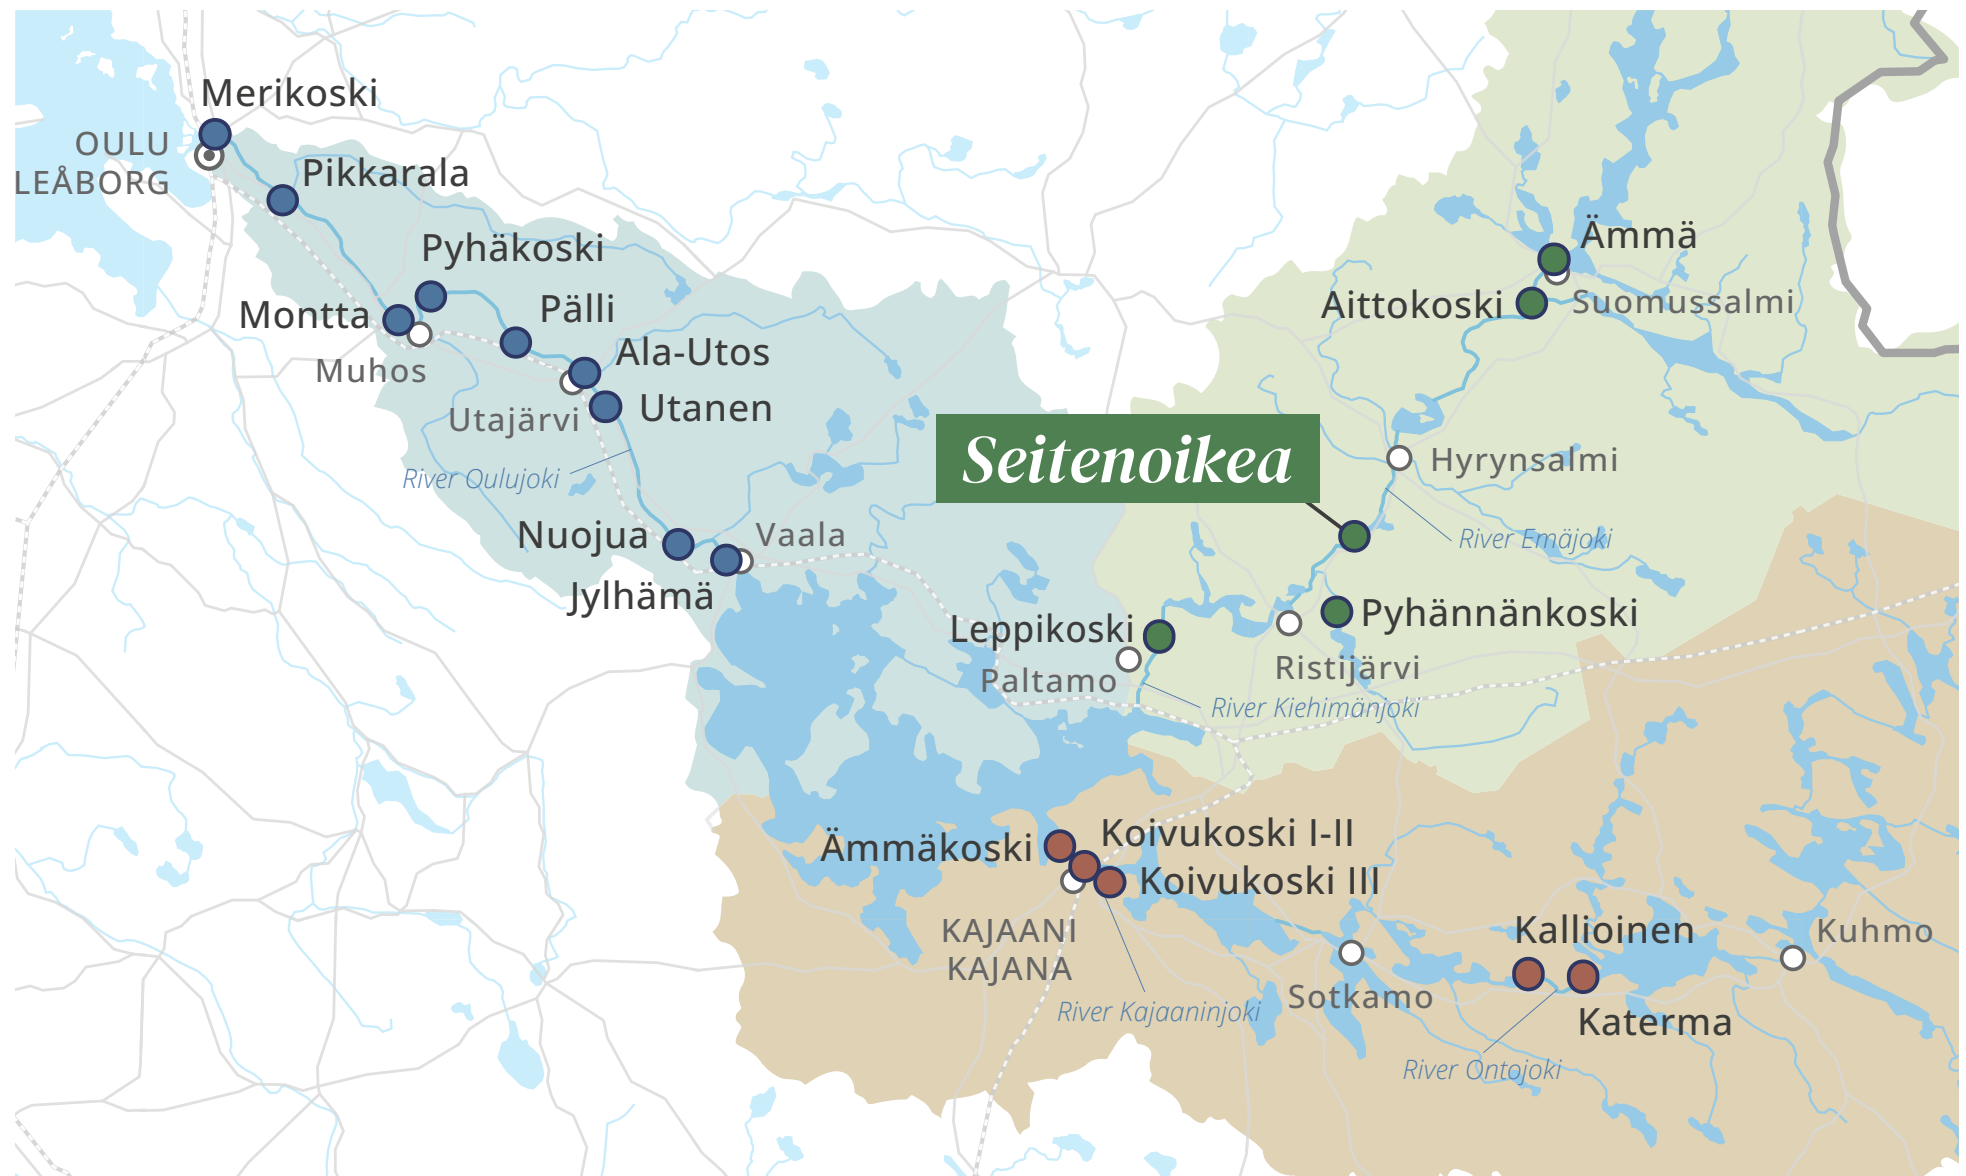 Merikoski
OULU
LEÅBORG
Pikkarala
Pyhäkoski
Montta
Muhos
Pälli
Ala-Utos
Utajärvi
Utanen
River Oulujoki
Nuojua
Vaala
Jylhämä
Ämmä
Aittokoski
Suomussalmi
Seitenoikea
Hyrynsalmi
River Emäjoki
Leppikoski
Pyhännänkoski
Paltamo
Ristijärvi
River Kiehimänjoki
Ämmäkoski
Koivukoski I-II
Koivukoski III
KAJAANI
KAJANA
River Kajaaninjoki
Sotkamo
Kallioinen
Kuhmo
Katerma
River Ontojoki